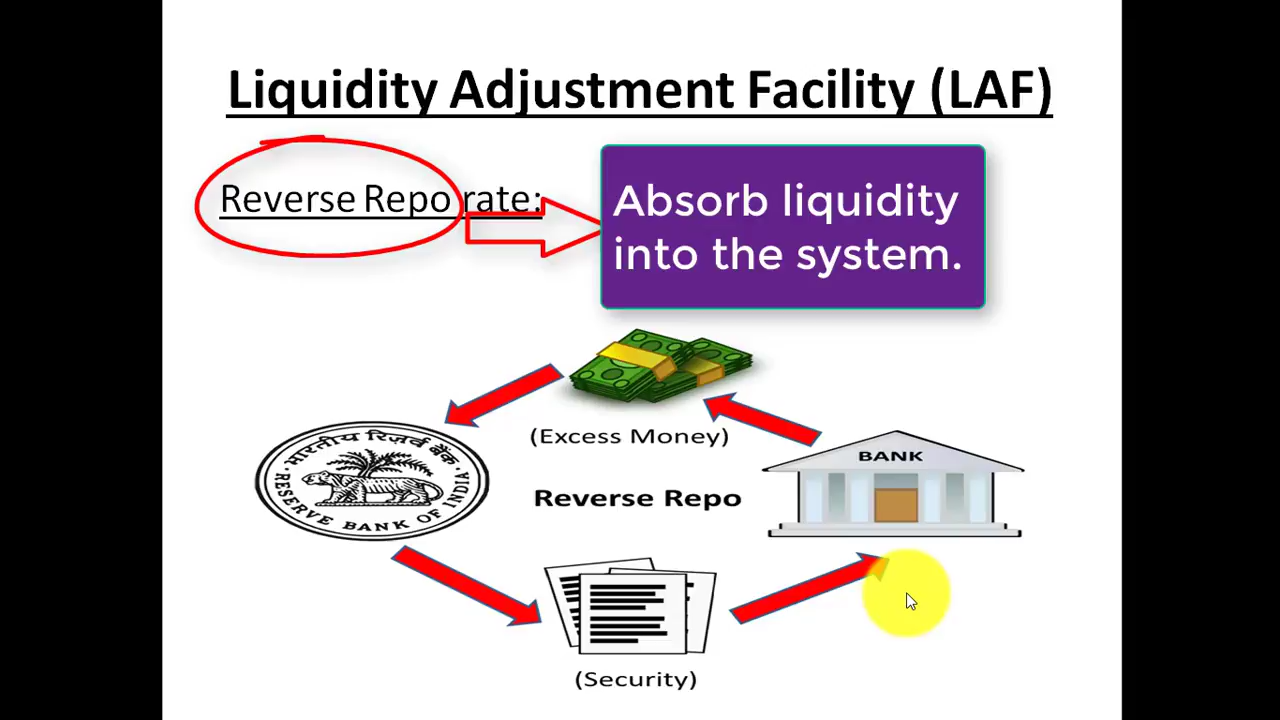 Liquidity Adjustment Facility (LAF)
Reverse Repo rate:
Absorb liquidity
into the system.
(Excess Money)
भारतीय रिज़र्व बैंक
RESERVE BANK OF INDIA
BANK
Reverse Repo
(Security)